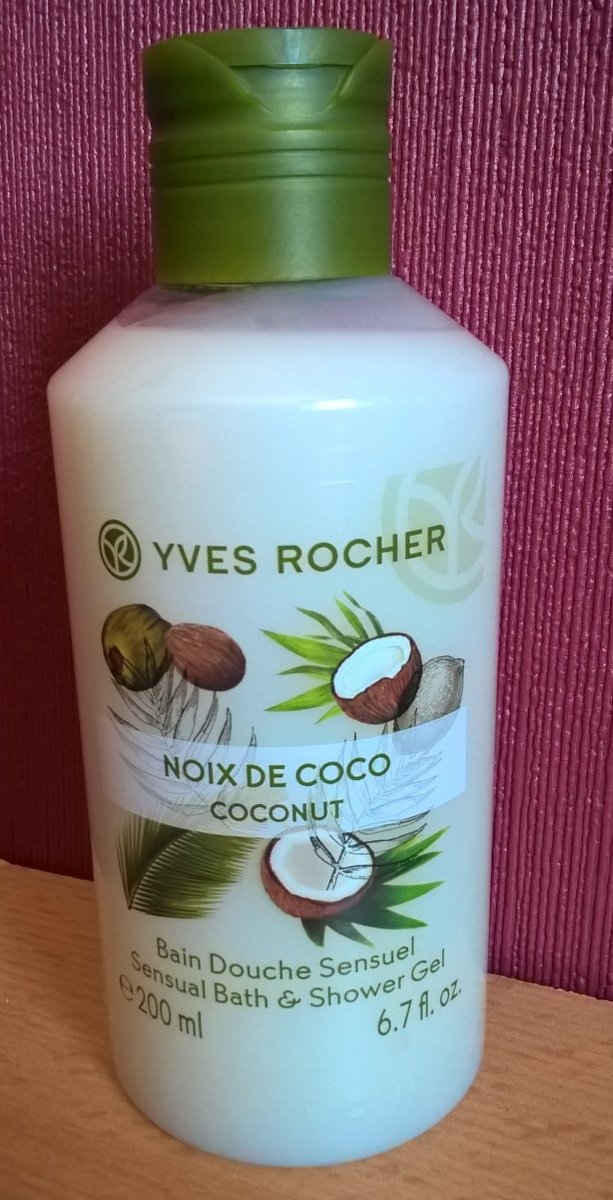 YVES ROCHER
NOIX DE COCO
COCONUT
Bain Douche Sensuel
Sensual Bath & Shower Gel
℮200 ml 6.7 fl. oz.